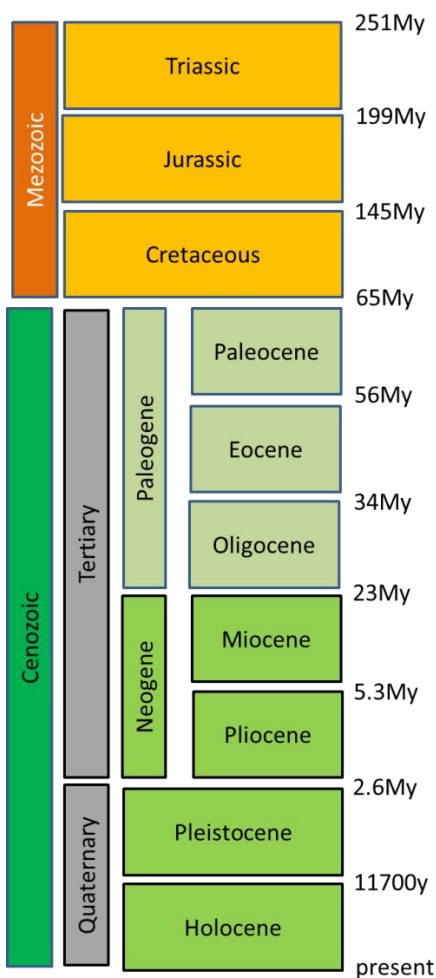 251My
Mezozoic
Triassic
199My
Jurassic
145My
Cretaceous
65My
Cenozoic
Tertiary
Paleogene
Paleocene
56My
Eocene
34My
Oligocene
23My
Neogene
Miocene
5.3My
Pliocene
2.6My
Quaternary
Pleistocene
11700y
Holocene
present